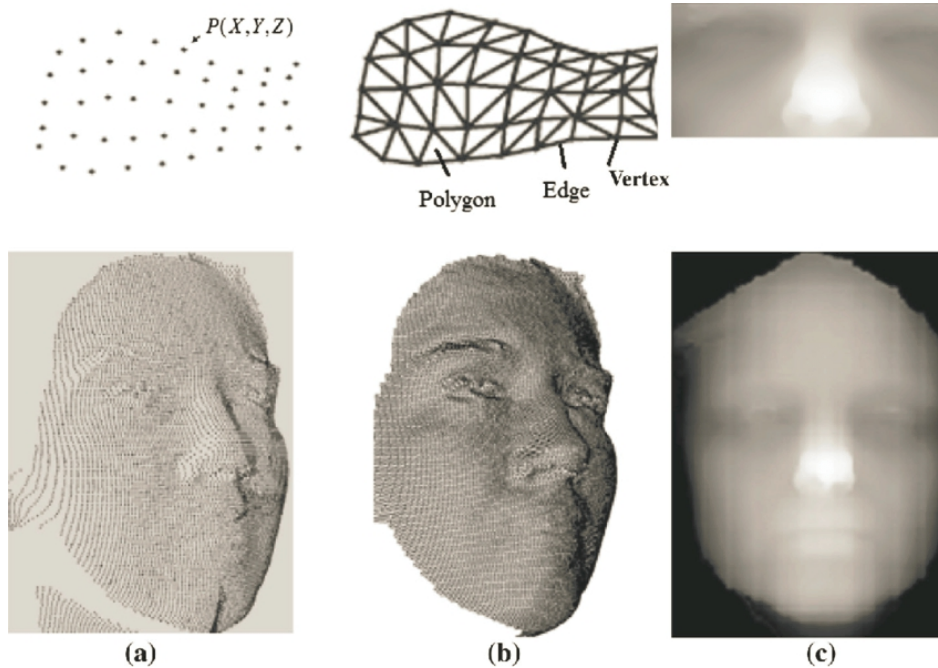 P(X,Y,Z)
Polygon
Edge
Vertex
(a)
(b)
(c)